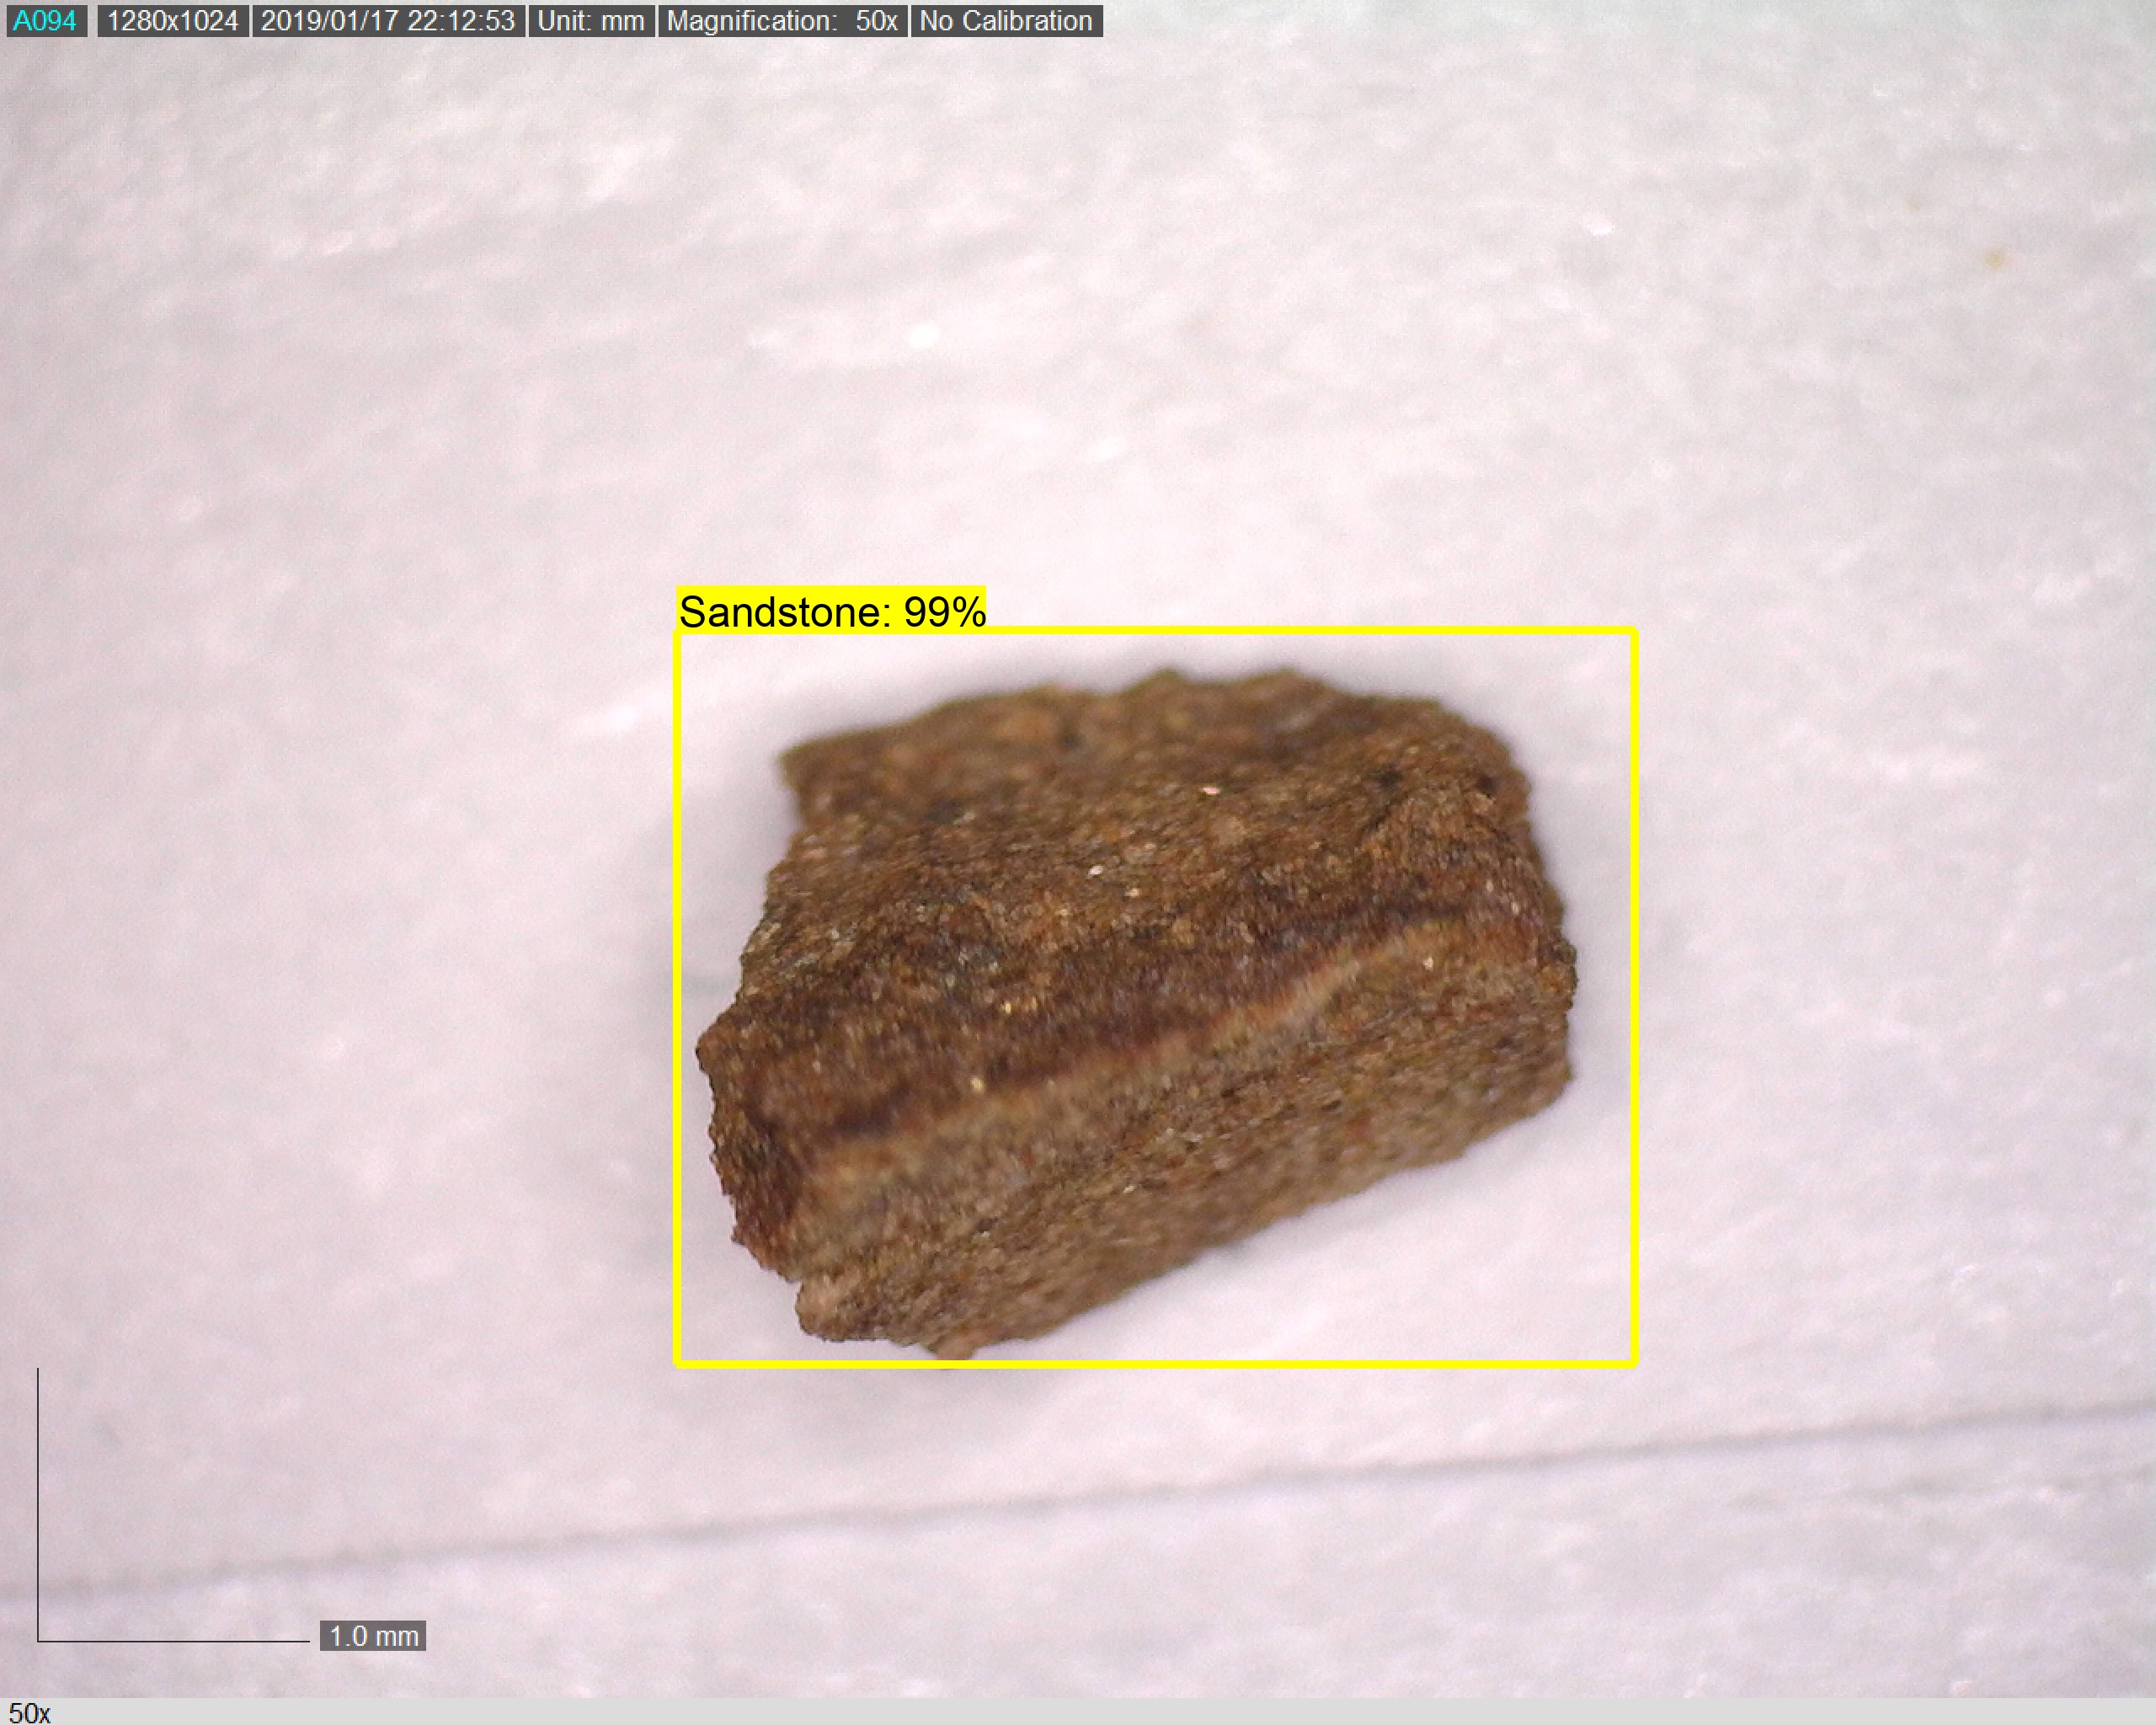 A094 1280x1024 2019/01/17 22:12:53 Unit: mm Magnification: 50x No Calibration
Sandstone: 99%
1.0 mm
50x